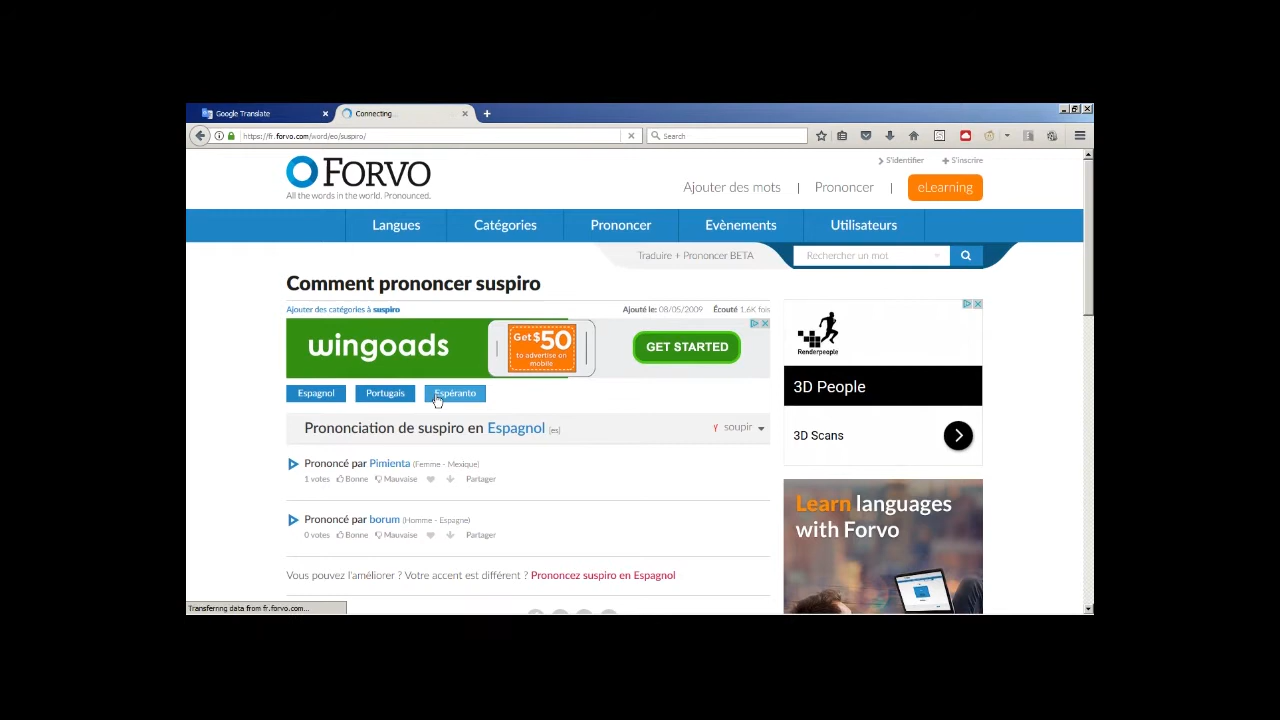 Google Translate
Connecting...
https://fr.forvo.com/word/eo/suspiro/
Search
FORVO
All the words in the world. Pronounced.
S'identifier
S'inscrire
Ajouter des mots | Prononcer | eLearning
Langues
Catégories
Prononcer
Evènements
Utilisateurs
Traduire + Prononcer BETA
Rechercher un mot
Comment prononcer suspiro
Ajouter des catégories à suspiro
Ajouté le: 08/05/2009 Écouté 1,6K fois
wingoads
Get $50
to advertise on
mobile
GET STARTED
Espagnol
Portugais
Espéranto
Prononciation de suspiro en Espagnol [es]
soupir
Prononcé par Pimienta (Femme - Mexique)
1 votes Bonne Mauvaise Partager
Prononcé par borum (Homme - Espagne)
0 votes Bonne Mauvaise Partager
Vous pouvez l'améliorer ? Votre accent est différent ? Prononcez suspiro en Espagnol
Renderpeople
3D People
3D Scans
Learn languages
with Forvo
Transferring data from fr.forvo.com...